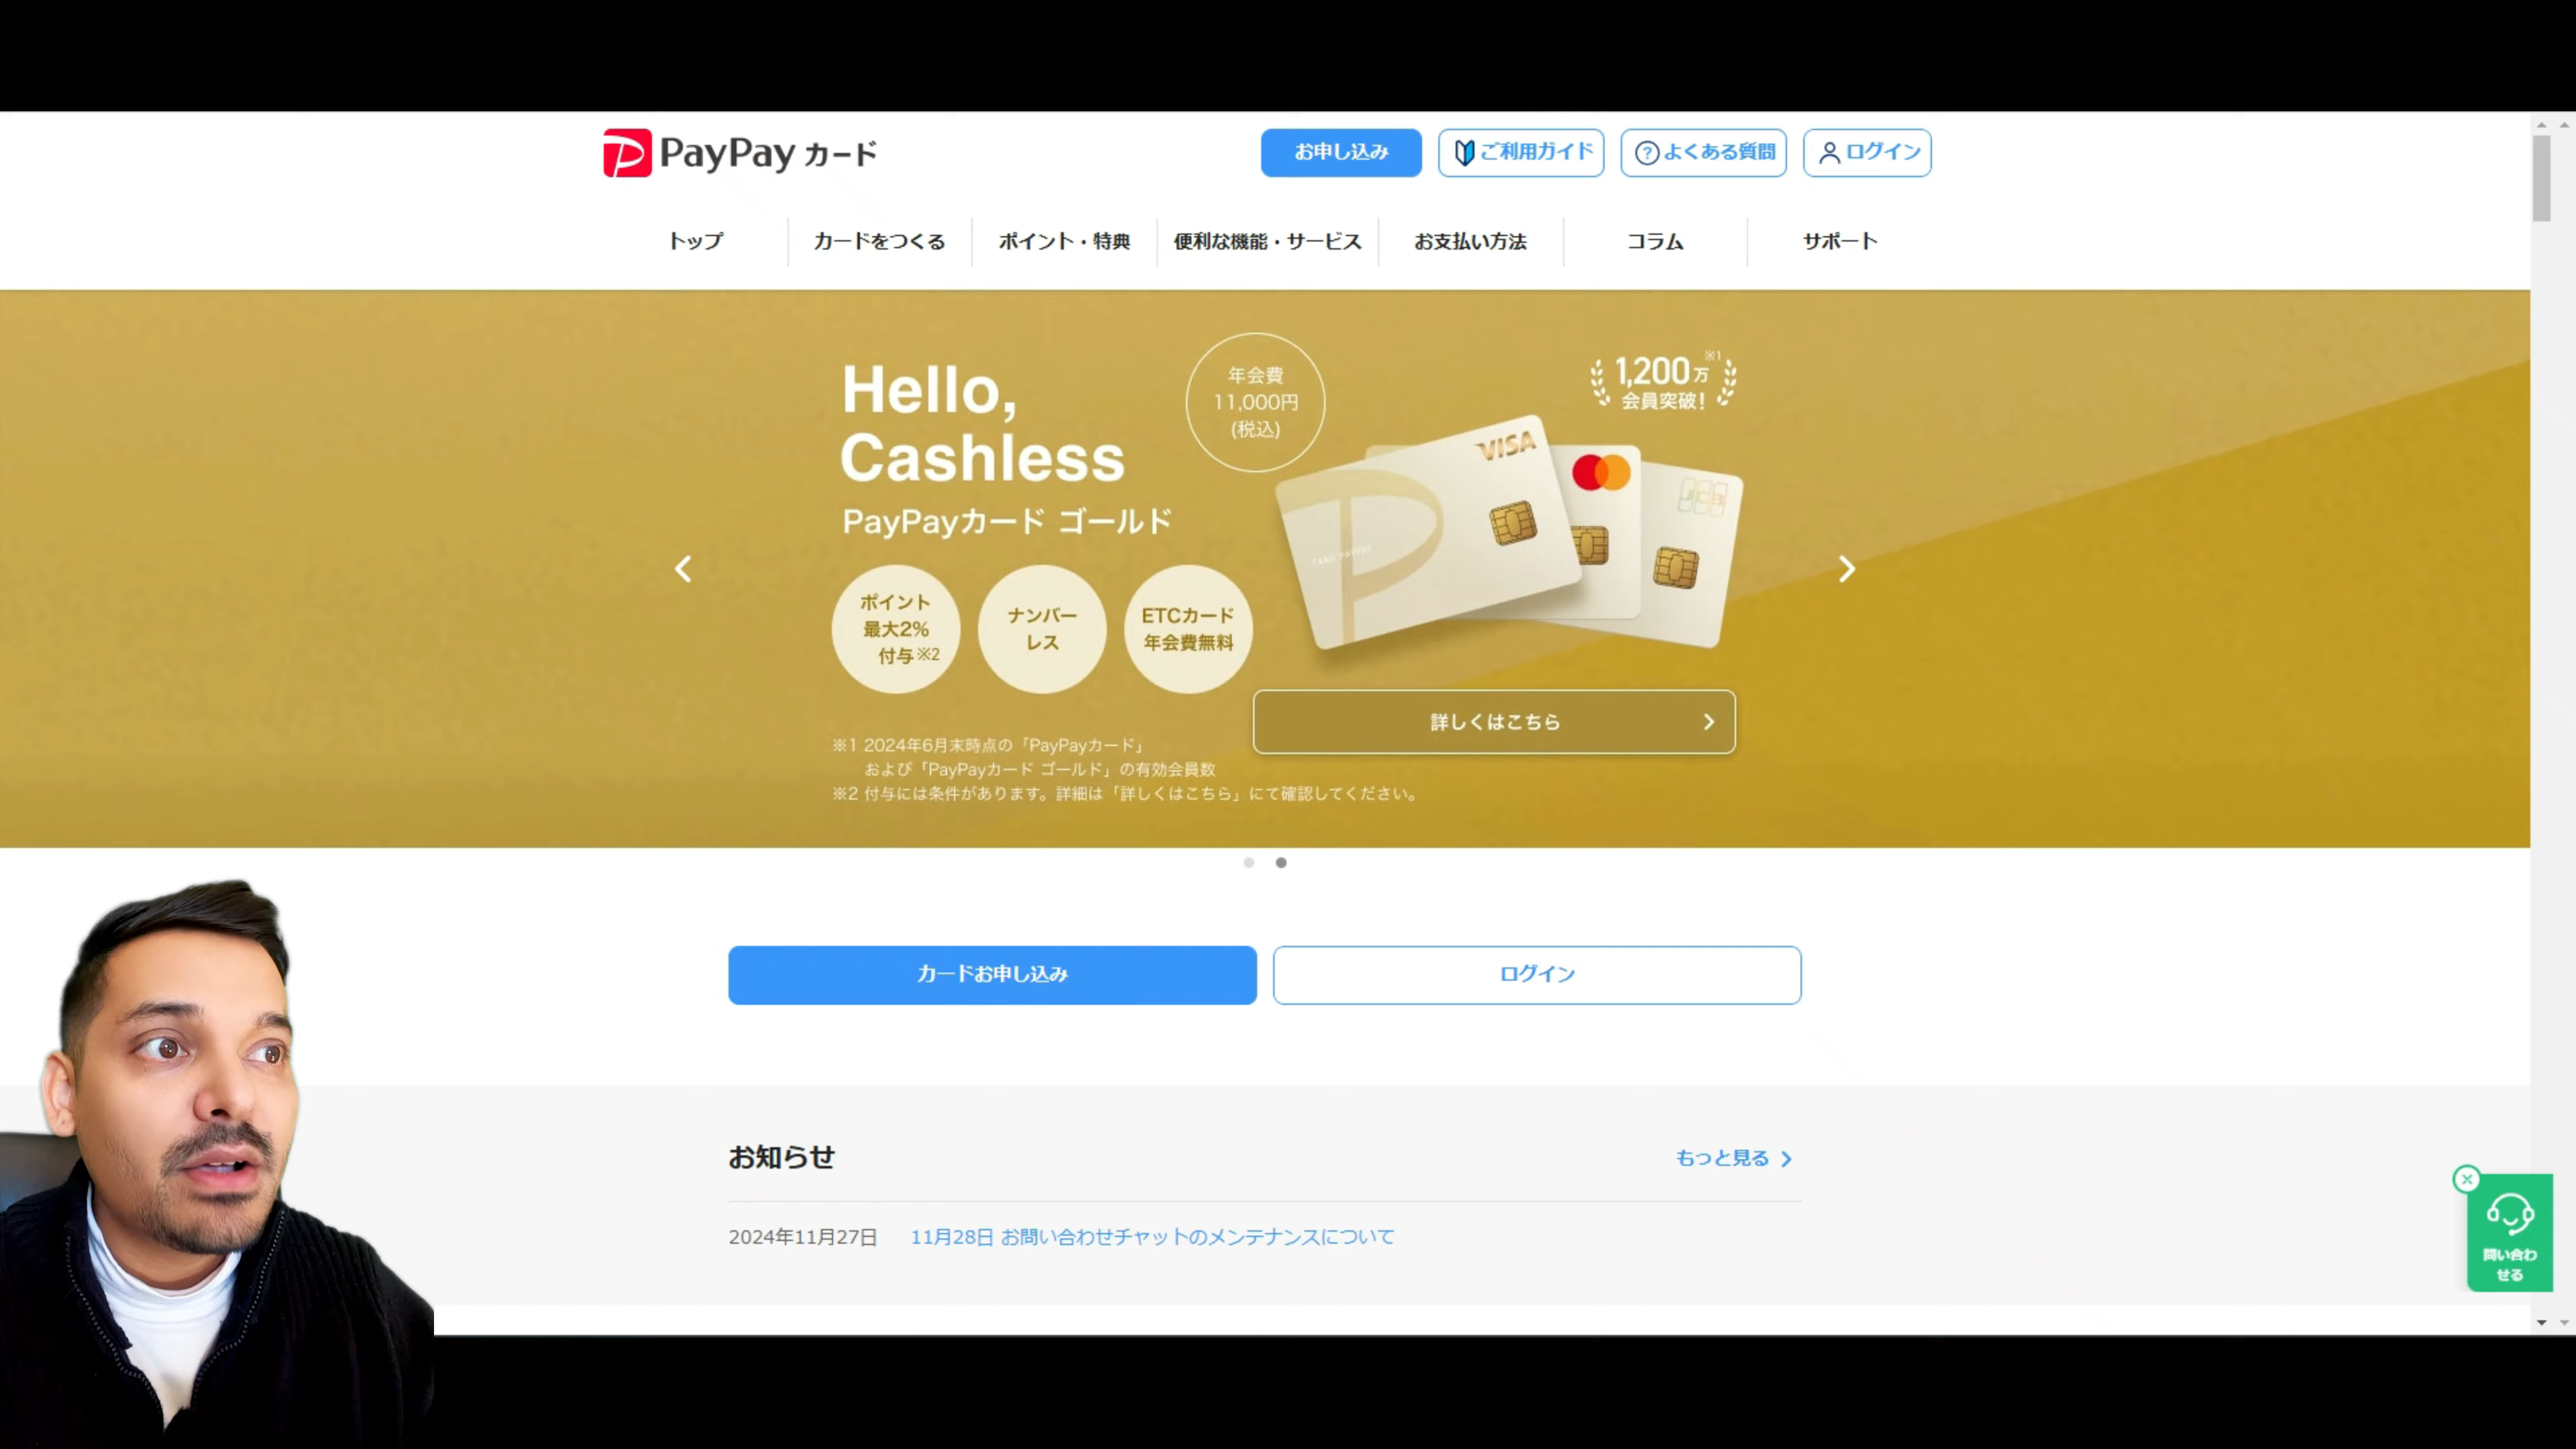 PayPay カード
お申し込み
ご利用ガイド
よくある質問
ログイン
トップ
カードをつくる
ポイント・特典
便利な機能・サービス
お支払い方法
コラム
サポート
Hello,
Cashless
PayPayカード ゴールド
年会費
11,000円
(税込)
1,200万※1
会員突破!
VISA
JCB
TARO PAYPAY
ポイント
最大2%
付与※2
ナンバー
レス
ETCカード
年会費無料
詳しくはこちら
※1 2024年6月末時点の「PayPayカード」
および「PayPayカード ゴールド」の有効会員数
※2 付与には条件があります。詳細は「詳しくはこちら」にて確認してください。
カードお申し込み
ログイン
お知らせ
もっと見る
2024年11月27日
11月28日 お問い合わせチャットのメンテナンスについて
問い合わ
せる